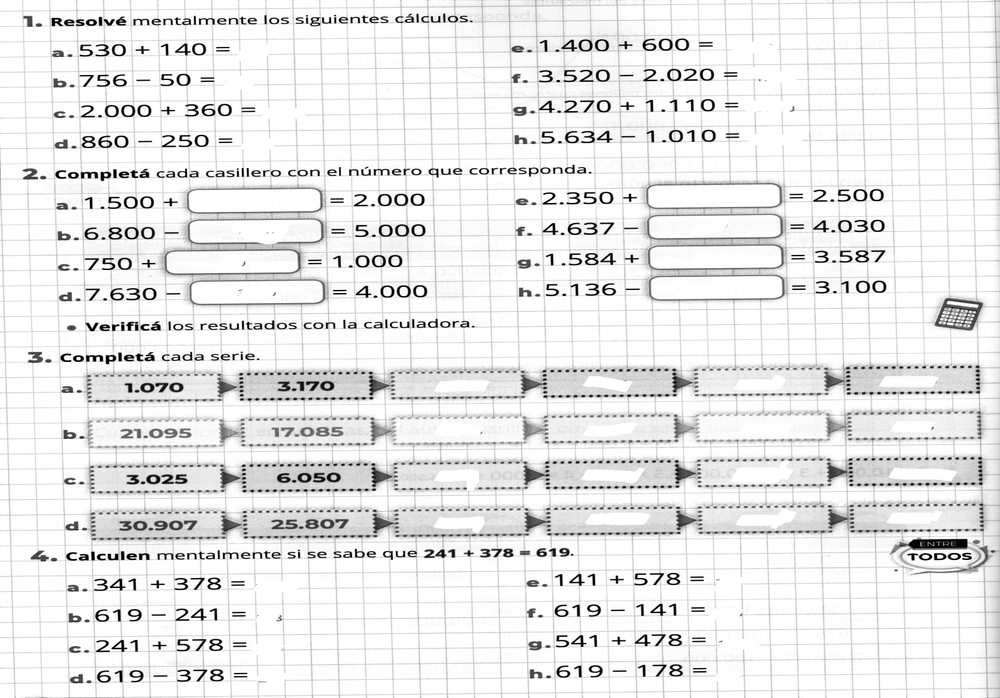 1. Resolvé mentalmente los siguientes cálculos.
a. 530 + 140 =
b. 756 − 50 =
c. 2.000 + 360 =
d. 860 − 250 =
e. 1.400 + 600 =
f. 3.520 − 2.020 =
g. 4.270 + 1.110 =
h. 5.634 − 1.010 =
2. Completá cada casillero con el número que corresponda.
a. 1.500 + = 2.000
b. 6.800 − = 5.000
c. 750 + = 1.000
d. 7.630 − = 4.000
e. 2.350 + = 2.500
f. 4.637 − = 4.030
g. 1.584 + = 3.587
h. 5.136 − = 3.100
• Verificá los resultados con la calculadora.
3. Completá cada serie.
a. 1.070 3.170
b. 21.095 17.085
c. 3.025 6.050
d. 30.907 25.807
4. Calculen mentalmente si se sabe que 241 + 378 = 619.
ENTRE
TODOS
a. 341 + 378 =
b. 619 − 241 =
c. 241 + 578 =
d. 619 − 378 =
e. 141 + 578 =
f. 619 − 141 =
g. 541 + 478 =
h. 619 − 178 =